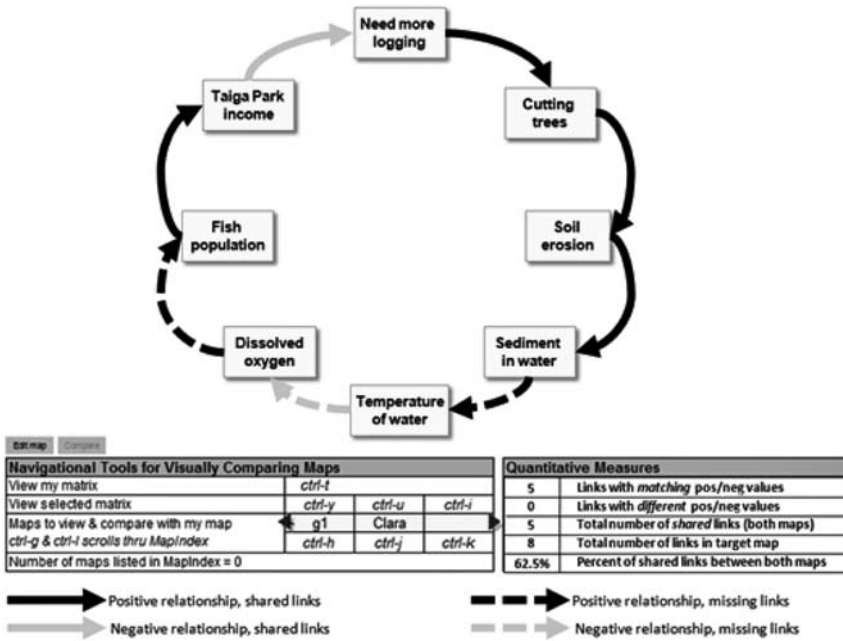 Need more
logging
Taiga Park
income
Cutting
trees
Fish
population
Soil
erosion
Dissolved
oxygen
Sediment
in water
Temperature
of water
Edit map
Compare
Navigational Tools for Visually Comparing Maps
View my matrix ctrl-t
View selected matrix ctrl-y ctrl-u ctrl-i
Maps to view & compare with my map g1 Clara
ctrl-g & ctrl-l scrolls thru MapIndex ctrl-h ctrl-j ctrl-k
Number of maps listed in MapIndex = 0
Quantitative Measures
5 Links with matching pos/neg values
0 Links with different pos/neg values
5 Total number of shared links (both maps)
8 Total number of links in target map
62.5% Percent of shared links between both maps
Positive relationship, shared links
Negative relationship, shared links
Positive relationship, missing links
Negative relationship, missing links